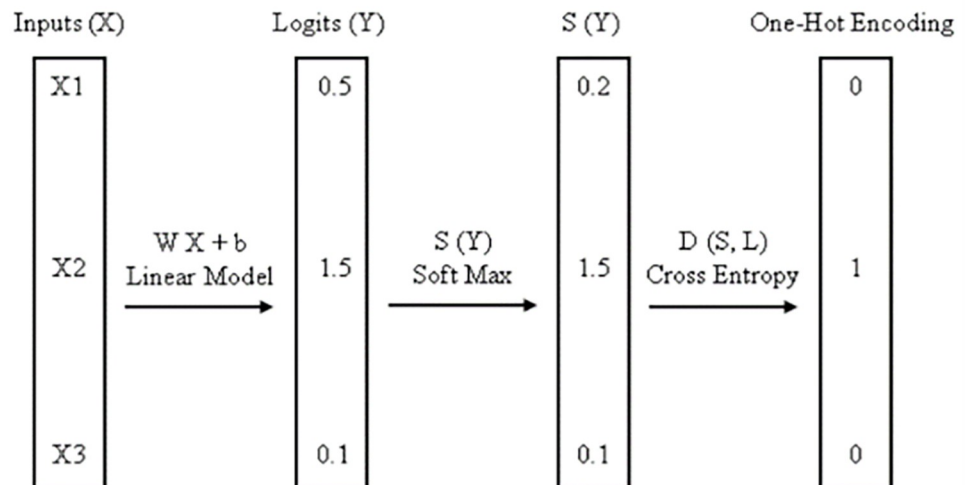 Inputs (X) Logits (Y) S (Y) One-Hot Encoding
X1 0.5 0.2 0
W X + b S (Y) D (S, L)
X2 Linear Model 1.5 Soft Max 1.5 Cross Entropy 1
X3 0.1 0.1 0